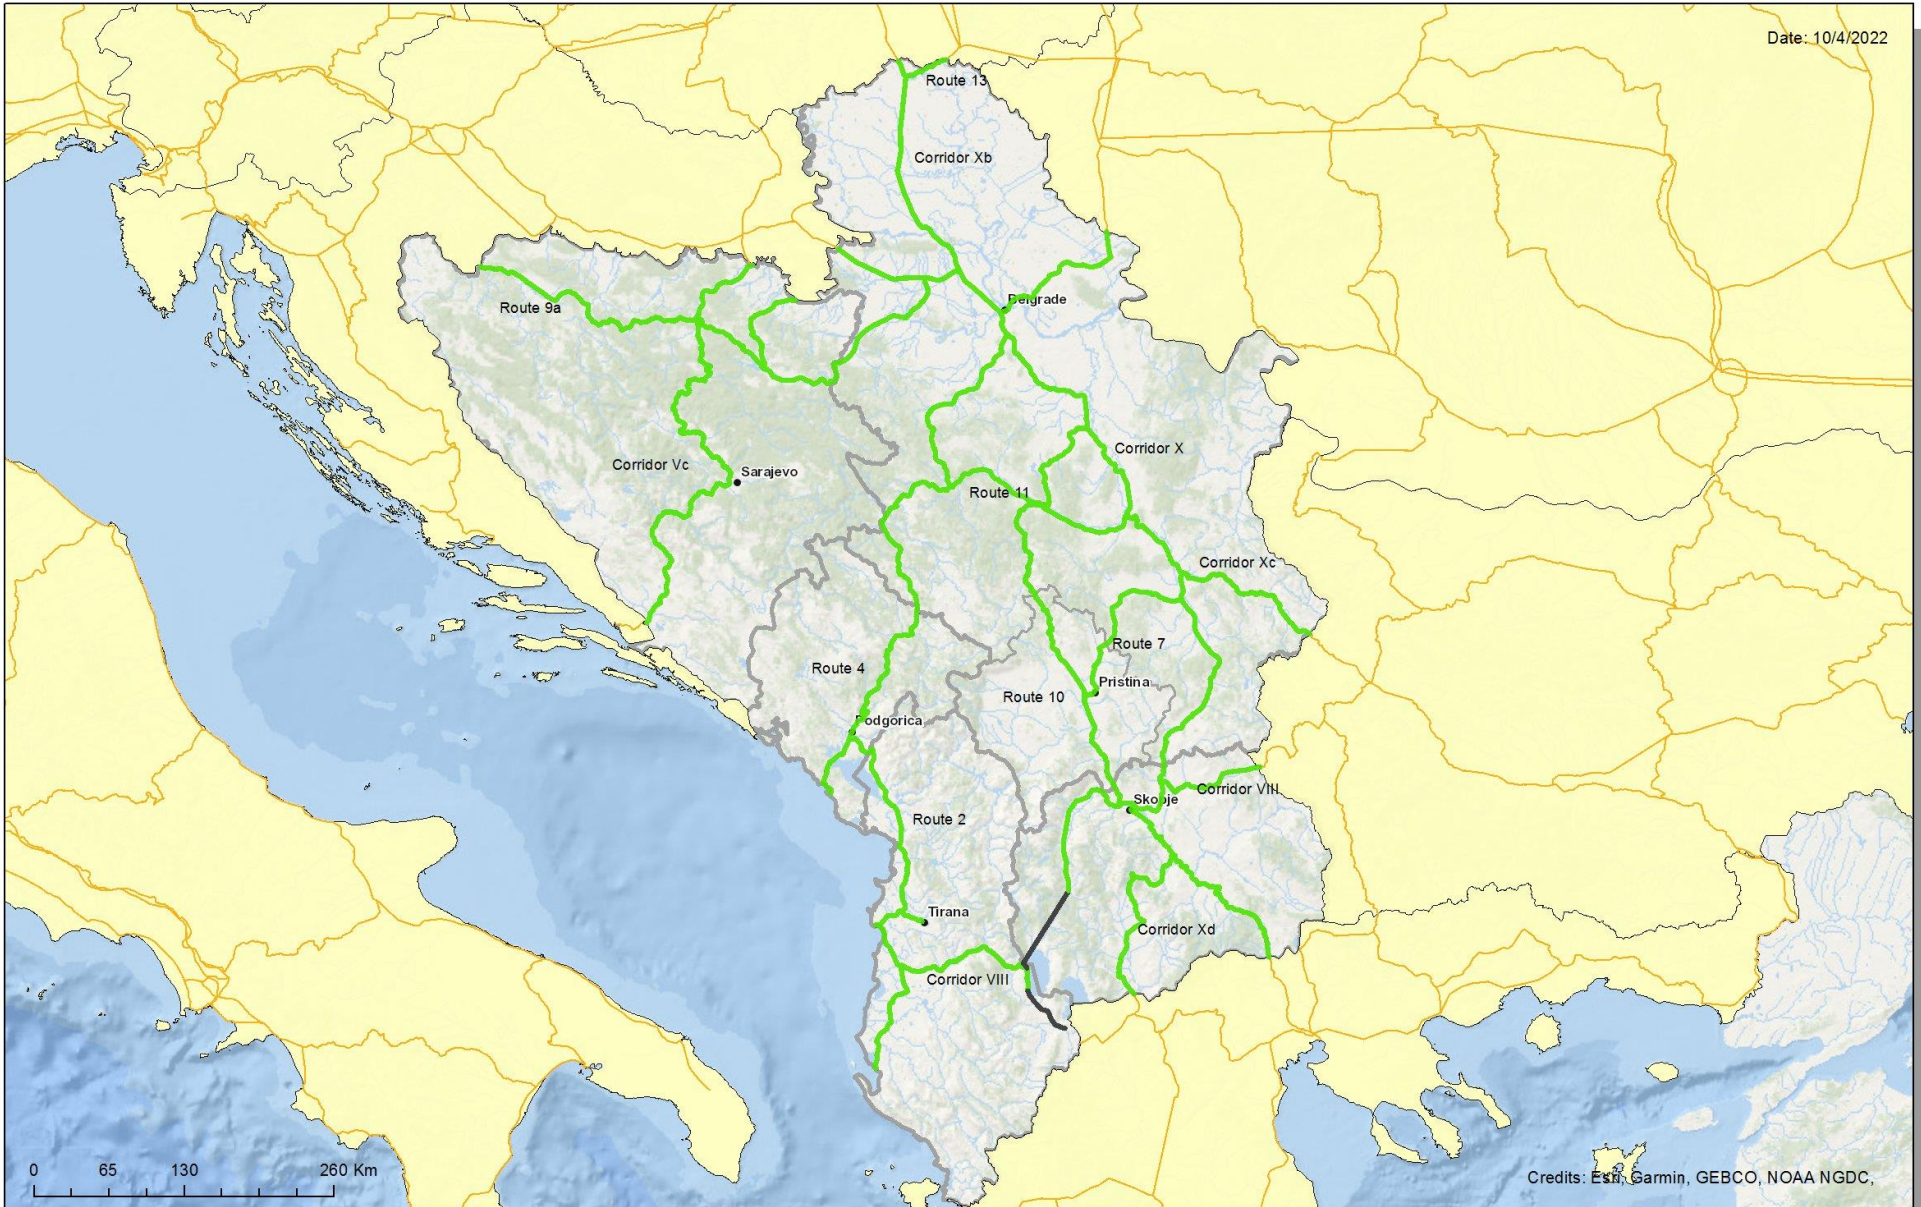 Date: 10/4/2022
Route 13
Corridor Xb
Belgrade
Route 9a
Corridor X
Corridor Vc
Sarajevo
Route 11
Corridor Xc
Route 7
Route 4
Pristina
Route 10
Podgorica
Corridor VIII
Skopje
Route 2
Tirana
Corridor Xd
Corridor VIII
0 65 130 260 Km
Credits: Esri, Garmin, GEBCO, NOAA NGDC,